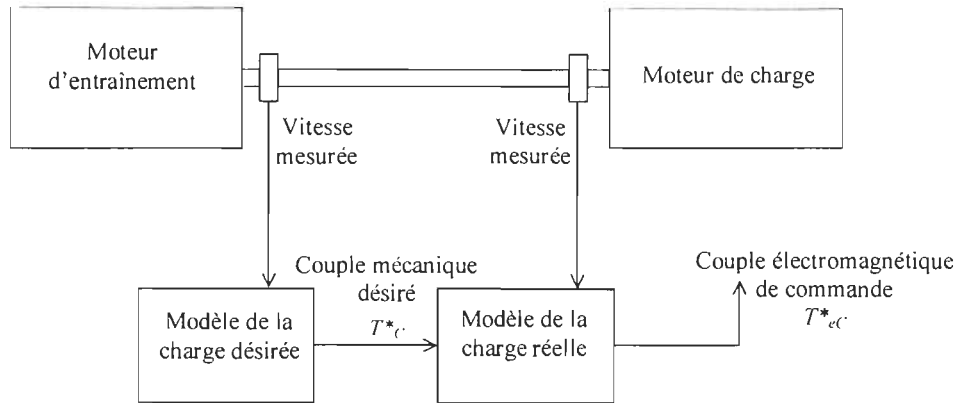 Moteur
d'entraînement
Moteur de charge
Vitesse
mesurée
Vitesse
mesurée
Couple mécanique
désiré
T*c
Couple électromagnétique
de commande
T*ec
Modèle de la
charge désirée
Modèle de la
charge réelle